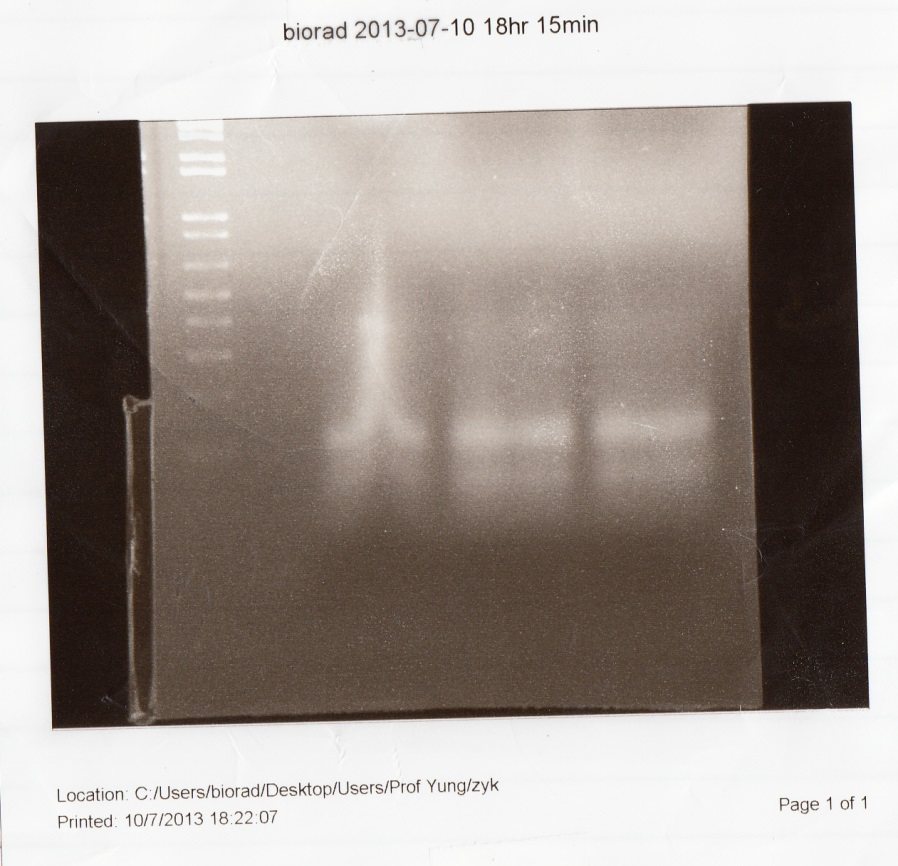 biorad 2013-07-10 18hr 15min
Location: C:/Users/biorad/Desktop/Users/Prof Yung/zyk
Printed: 10/7/2013 18:22:07
Page 1 of 1